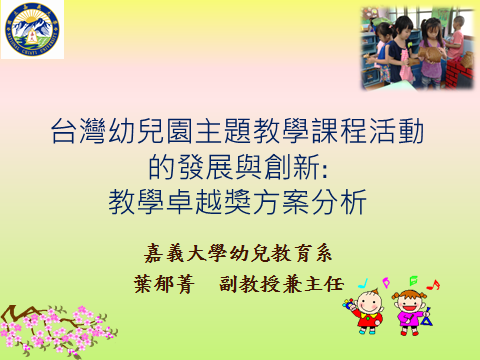 台灣幼兒園主題教學課程活動
的發展與創新:
教學卓越獎方案分析
嘉義大學幼兒教育系
葉郁菁　副教授兼主任